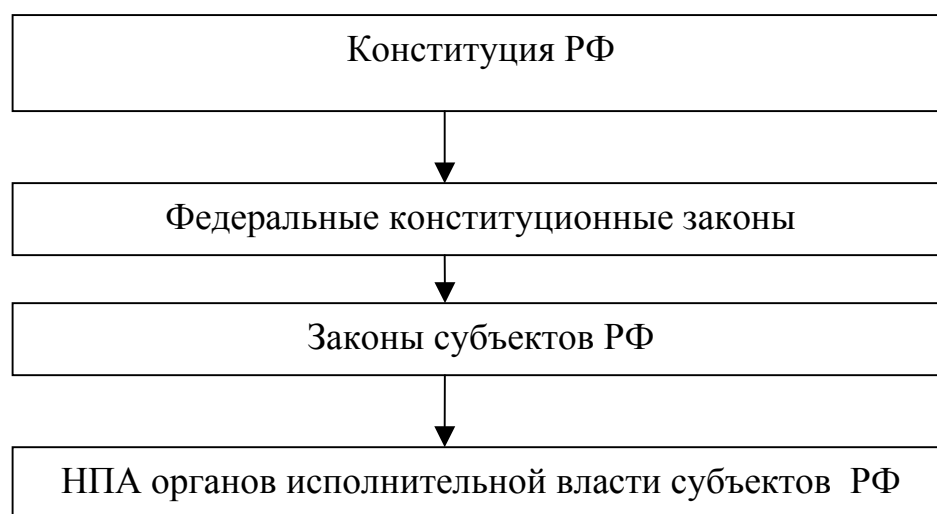 Конституция РФ
Федеральные конституционные законы
Законы субъектов РФ
НПА органов исполнительной власти субъектов РФ